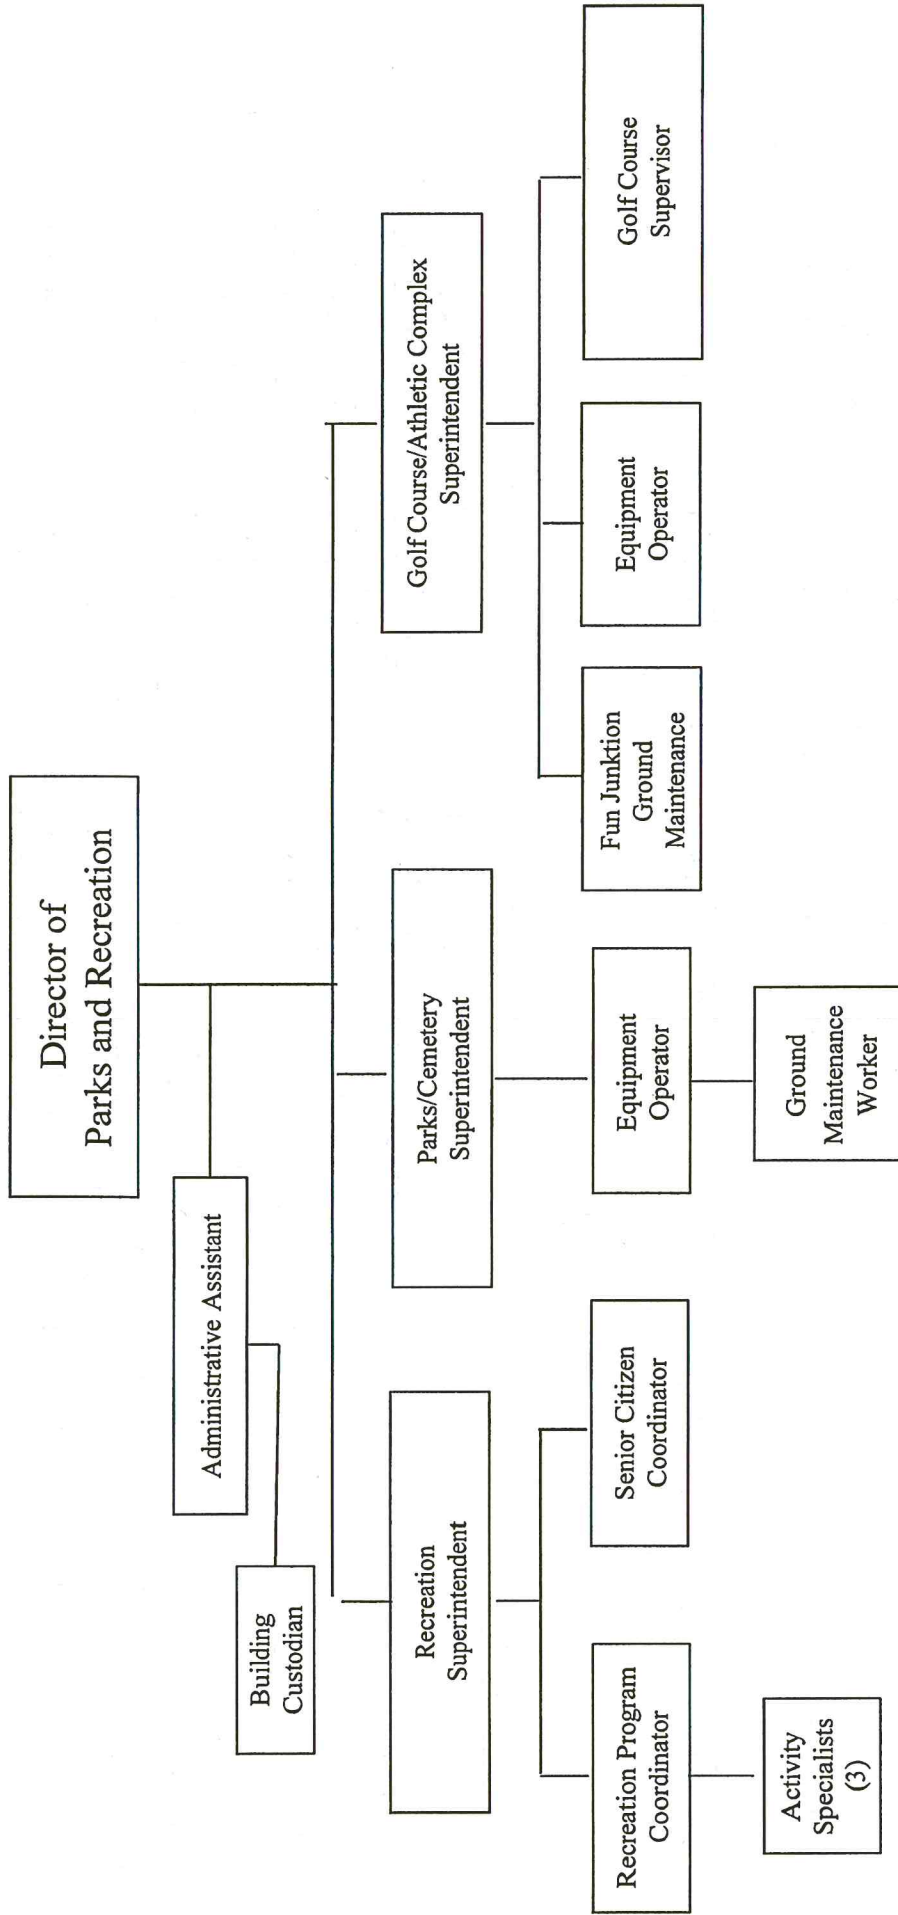 Director of
Parks and Recreation
Administrative Assistant
Building
Custodian
Recreation
Superintendent
Parks/Cemetery
Superintendent
Golf Course/Athletic Complex
Superintendent
Recreation Program
Coordinator
Senior Citizen
Coordinator
Equipment
Operator
Fun Junktion
Ground
Maintenance
Equipment
Operator
Golf Course
Supervisor
Activity
Specialists
(3)
Ground
Maintenance
Worker